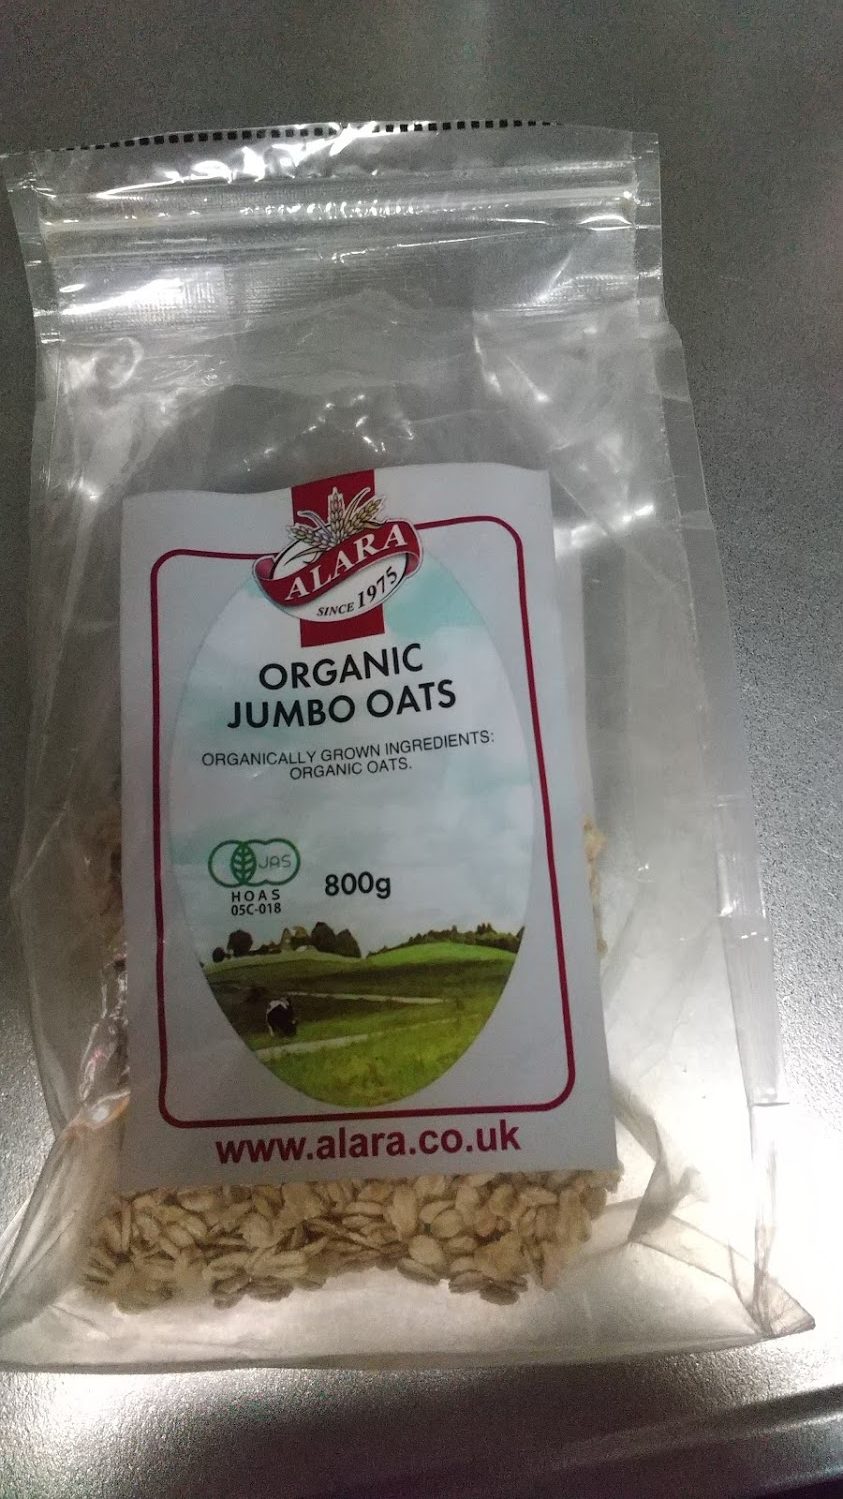 ALARA
SINCE 1975
ORGANIC
JUMBO OATS
ORGANICALLY GROWN INGREDIENTS:
ORGANIC OATS.
JAS
HOAS
05C-018
800g
www.alara.co.uk